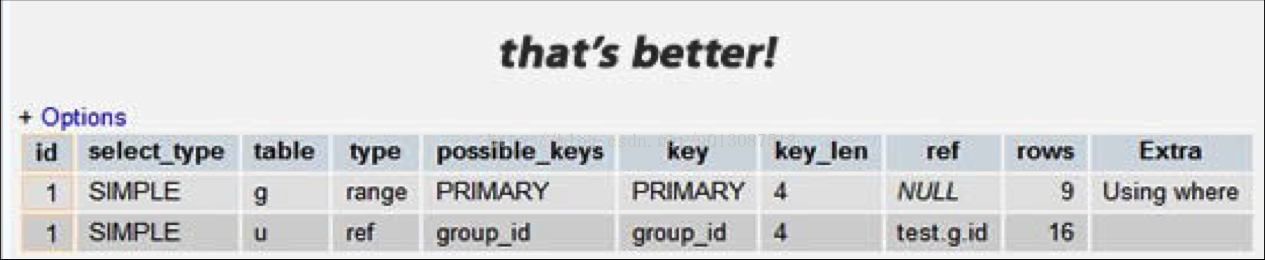 that's better!
+ Options
id select_type table type possible_keys key key_len ref rows Extra
1 SIMPLE g range PRIMARY PRIMARY 4 NULL 9 Using where
1 SIMPLE u ref group_id group_id 4 test.g.id 16